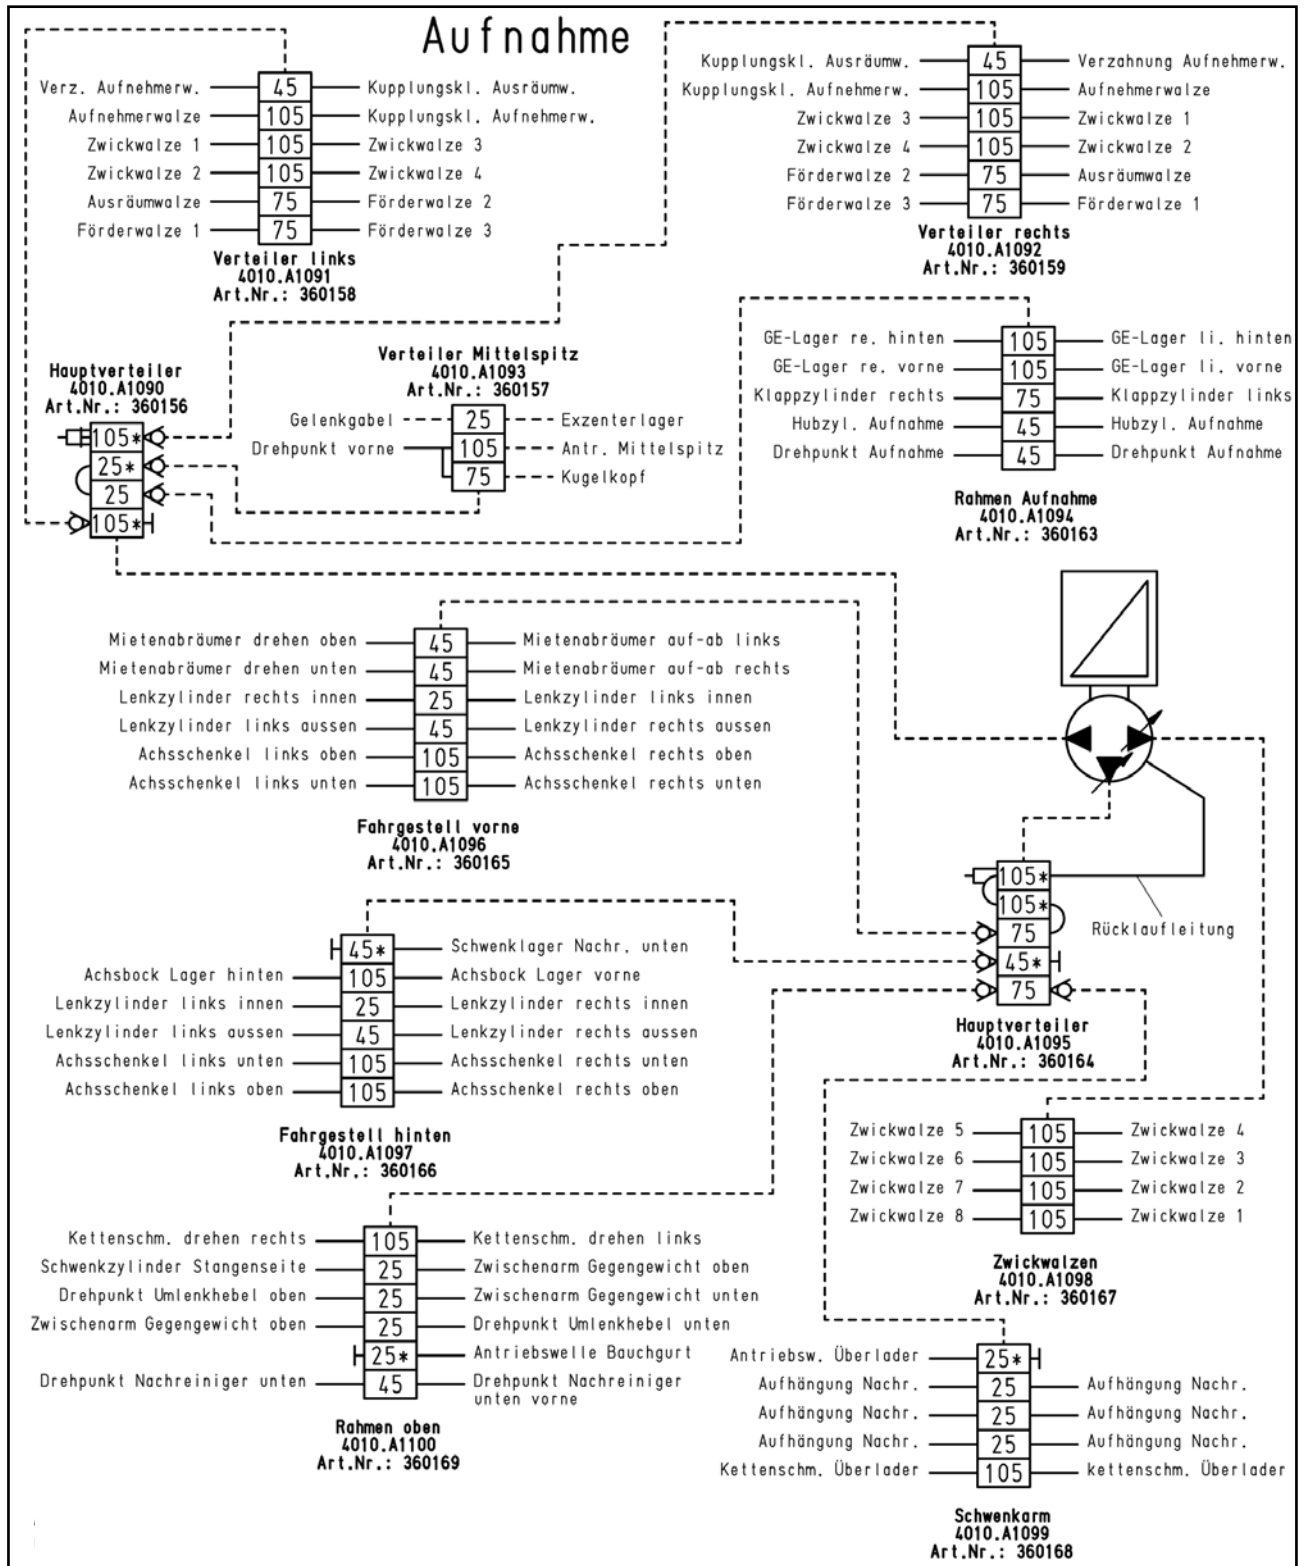 Aufnahme
Verz. Aufnehmerw. 45 Kupplungskl. Ausräumw.
Aufnehmerwalze 105 Kupplungskl. Aufnehmerw.
Zwickwalze 1 105 Zwickwalze 3
Zwickwalze 2 105 Zwickwalze 4
Ausräumwalze 75 Förderwalze 2
Förderwalze 1 75 Förderwalze 3
Verteiler links
4010.A1091
Art.Nr.: 360158
Kupplungskl. Ausräumw. 45 Verzahnung Aufnehmerw.
Kupplungskl. Aufnehmerw. 105 Aufnehmerwalze
Zwickwalze 3 105 Zwickwalze 1
Zwickwalze 4 105 Zwickwalze 2
Förderwalze 2 75 Ausräumwalze
Förderwalze 3 75 Förderwalze 1
Verteiler rechts
4010.A1092
Art.Nr.: 360159
Hauptverteiler
4010.A1090
Art.Nr.: 360156
105*
25*
25
105*
Verteiler Mittelspitz
4010.A1093
Art.Nr.: 360157
Gelenkgabel 25 Exzenterlager
Drehpunkt vorne 105 Antr. Mittelspitz
75 Kugelkopf
GE-Lager re. hinten 105 GE-Lager li. hinten
GE-Lager re. vorne 105 GE-Lager li. vorne
Klappzylinder rechts 75 Klappzylinder links
Hubzyl. Aufnahme 45 Hubzyl. Aufnahme
Drehpunkt Aufnahme 45 Drehpunkt Aufnahme
Rahmen Aufnahme
4010.A1094
Art.Nr.: 360163
Mietenabräumer drehen oben 45 Mietenabräumer auf-ab links
Mietenabräumer drehen unten 45 Mietenabräumer auf-ab rechts
Lenkzylinder rechts innen 25 Lenkzylinder links innen
Lenkzylinder links aussen 45 Lenkzylinder rechts aussen
Achsschenkel links oben 105 Achsschenkel rechts oben
Achsschenkel links unten 105 Achsschenkel rechts unten
Fahrgestell vorne
4010.A1096
Art.Nr.: 360165
105*
105*
75
45*
75
Rücklaufleitung
Hauptverteiler
4010.A1095
Art.Nr.: 360164
45* Schwenklager Nachr. unten
Achsbock Lager hinten 105 Achsbock Lager vorne
Lenkzylinder links innen 25 Lenkzylinder rechts innen
Lenkzylinder links aussen 45 Lenkzylinder rechts aussen
Achsschenkel links unten 105 Achsschenkel rechts unten
Achsschenkel links oben 105 Achsschenkel rechts oben
Fahrgestell hinten
4010.A1097
Art.Nr.: 360166
Zwickwalze 5 105 Zwickwalze 4
Zwickwalze 6 105 Zwickwalze 3
Zwickwalze 7 105 Zwickwalze 2
Zwickwalze 8 105 Zwickwalze 1
Zwickwalzen
4010.A1098
Art.Nr.: 360167
Kettenschm. drehen rechts 105 Kettenschm. drehen links
Schwenkzylinder Stangenseite 25 Zwischenarm Gegengewicht oben
Drehpunkt Umlenkhebel oben 25 Zwischenarm Gegengewicht unten
Zwischenarm Gegengewicht oben 25 Drehpunkt Umlenkhebel unten
25* Antriebswelle Bauchgurt
Drehpunkt Nachreiniger unten 45 Drehpunkt Nachreiniger
unten vorne
Rahmen oben
4010.A1100
Art.Nr.: 360169
Antriebsw. Überlader 25*
Aufhängung Nachr. 25 Aufhängung Nachr.
Aufhängung Nachr. 25 Aufhängung Nachr.
Aufhängung Nachr. 25 Aufhängung Nachr.
Kettenschm. Überlader 105 kettenschm. Überlader
Schwenkarm
4010.A1099
Art.Nr.: 360168